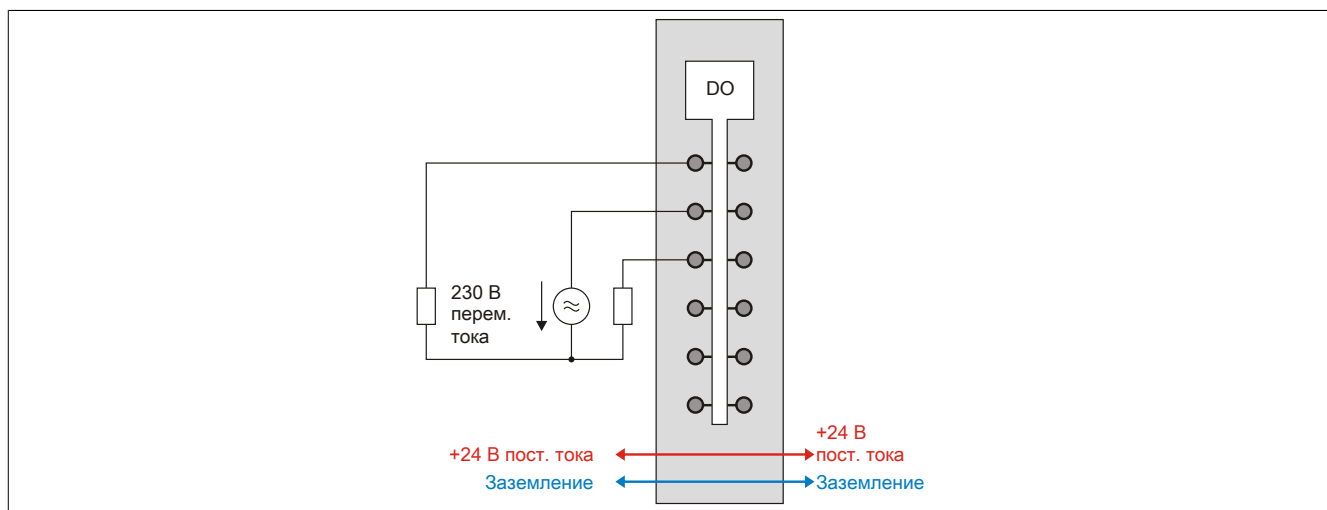 DO
230 В
перем.
тока
+24 В
+24 В пост. тока
пост. тока
Заземление
Заземление